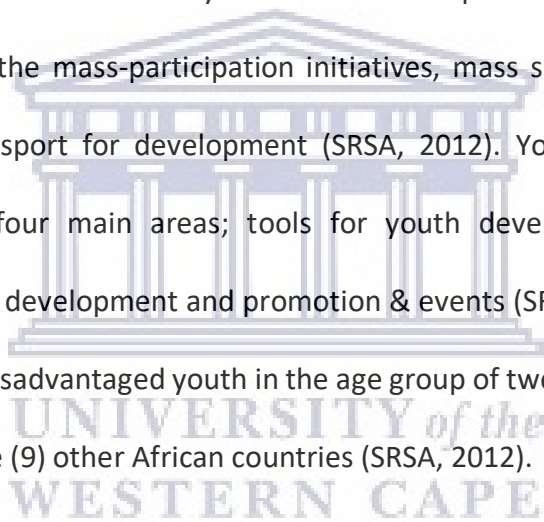 the mass-participation initiatives, mass s
sport for development (SRSA, 2012). Yo
four main areas; tools for youth deve
development and promotion & events (SR
sadvantaged youth in the age group of twe
UNIVERSITY of the
(9) other African countries (SRSA, 2012).
WESTERN CAPE